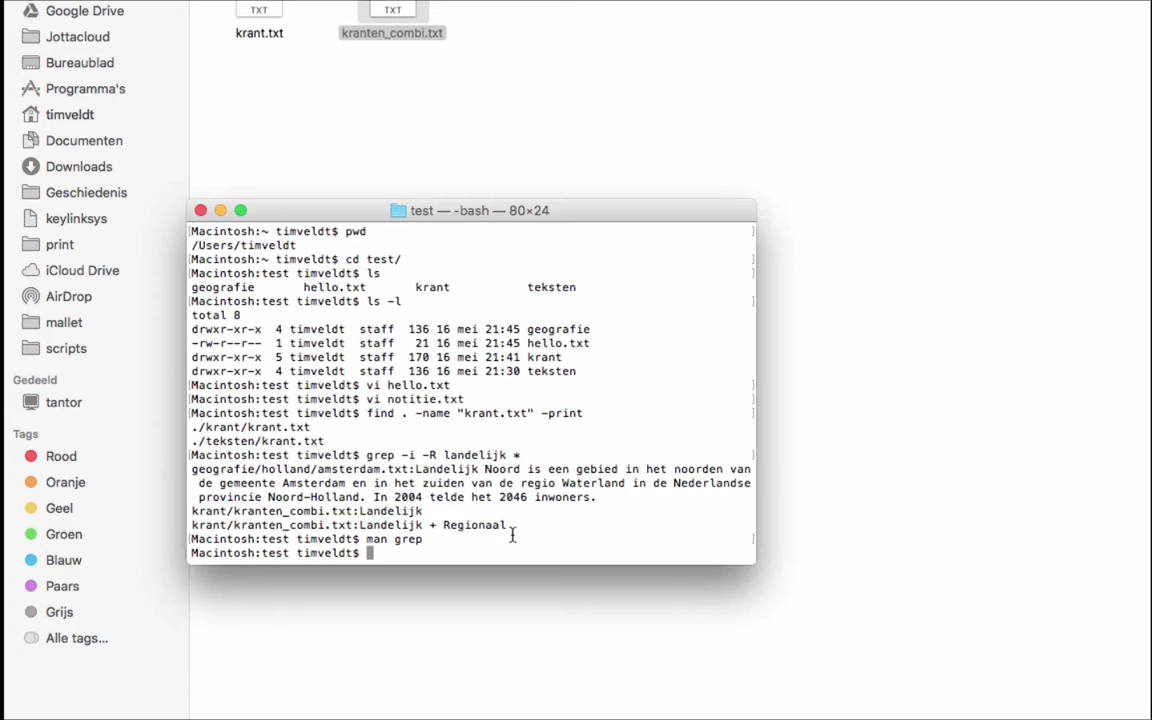 Google Drive
Jottacloud
Bureaublad
Programma's
timveldt
Documenten
Downloads
Geschiedenis
keylinksys
print
iCloud Drive
AirDrop
mallet
scripts
Gedeeld
tantor
Tags
Rood
Oranje
Geel
Groen
Blauw
Paars
Grijs
Alle tags...
TXT
TXT
krant.txt
kranten_combi.txt
test — -bash — 80×24
[Macintosh:~ timveldt$ pwd ]
/Users/timveldt
[Macintosh:~ timveldt$ cd test/ ]
[Macintosh:test timveldt$ ls ]
geografie hello.txt krant teksten
[Macintosh:test timveldt$ ls -l ]
total 8
drwxr-xr-x 4 timveldt staff 136 16 mei 21:45 geografie
-rw-r--r-- 1 timveldt staff 21 16 mei 21:45 hello.txt
drwxr-xr-x 5 timveldt staff 170 16 mei 21:41 krant
drwxr-xr-x 4 timveldt staff 136 16 mei 21:30 teksten
[Macintosh:test timveldt$ vi hello.txt ]
[Macintosh:test timveldt$ vi notitie.txt ]
[Macintosh:test timveldt$ find . -name "krant.txt" -print ]
./krant/krant.txt
./teksten/krant.txt
[Macintosh:test timveldt$ grep -i -R landelijk * ]
geografie/holland/amsterdam.txt:Landelijk Noord is een gebied in het noorden van
de gemeente Amsterdam en in het zuiden van de regio Waterland in de Nederlandse
provincie Noord-Holland. In 2004 telde het 2046 inwoners.
krant/kranten_combi.txt:Landelijk
krant/kranten_combi.txt:Landelijk + Regionaal
[Macintosh:test timveldt$ man grep ]
Macintosh:test timveldt$